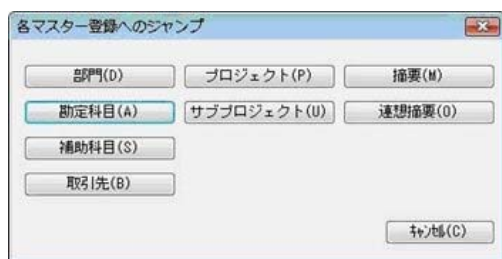 各マスター登録へのジャンプ
部門(D) プロジェクト(P) 摘要(M)
勘定科目(A) サブプロジェクト(U) 連想摘要(O)
補助科目(S)
取引先(B)
ｷｬﾝｾﾙ(C)